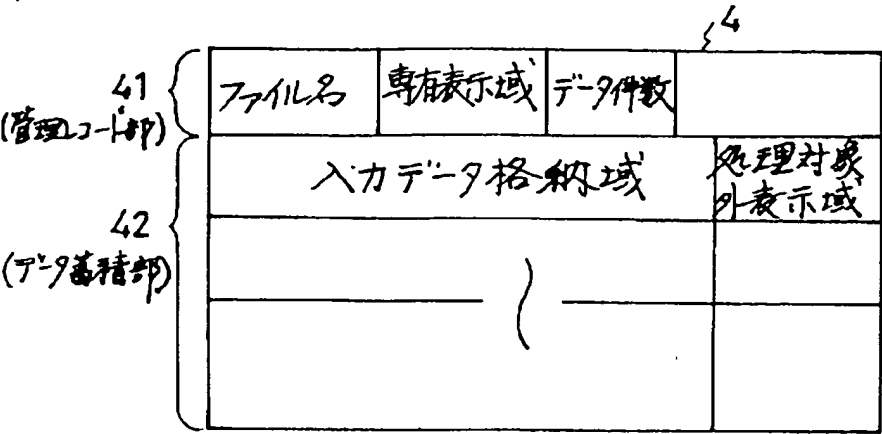 4
41
(管理レコード部)
ファイル名 専有表示域 データ件数
入力データ格納域 処理対象
外表示域
42
(データ蓄積部)